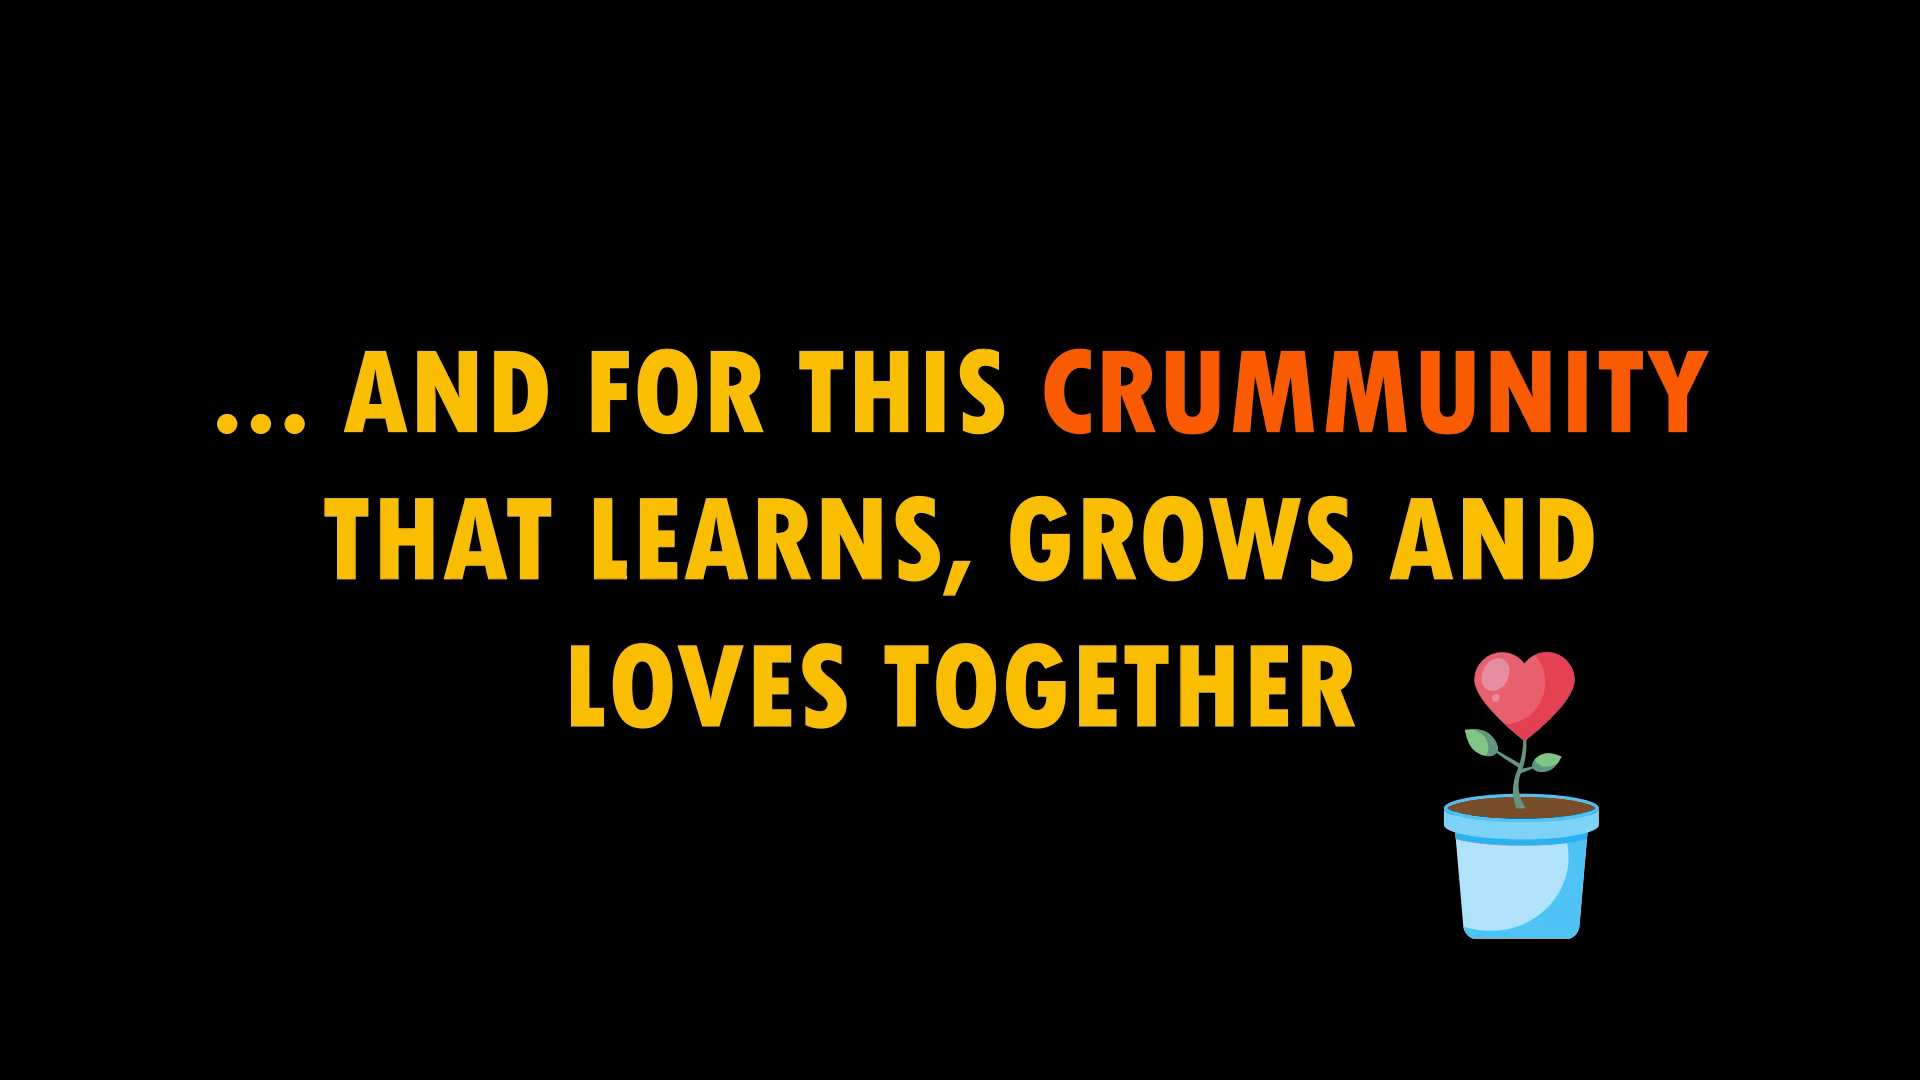 ... AND FOR THIS CRUMMUNITY
THAT LEARNS, GROWS AND
LOVES TOGETHER